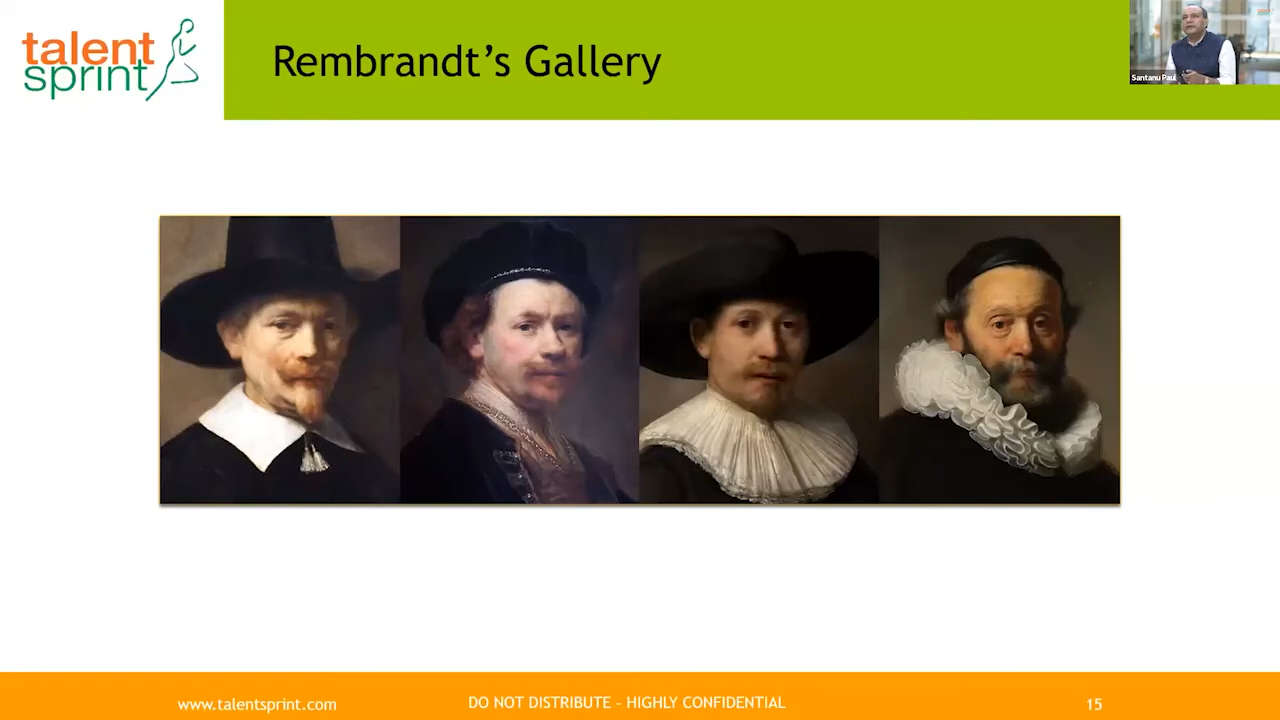 talent
sprint
Rembrandt's Gallery
Santanu Paul
www.talentsprint.com
DO NOT DISTRIBUTE - HIGHLY CONFIDENTIAL
15